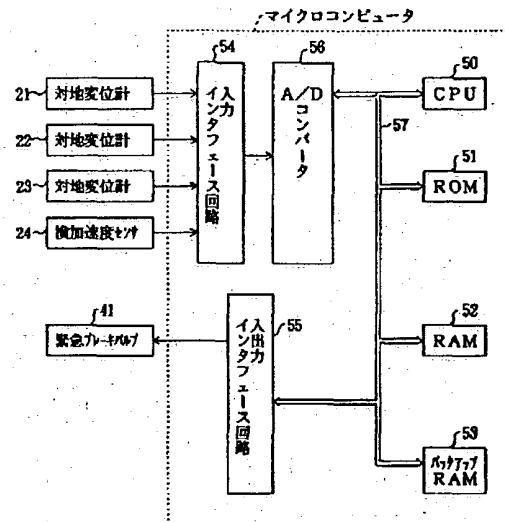 マイクロコンピュータ
54
56
50
21
対地変位計
22
対地変位計
23
対地変位計
24
横加速度センサ
入力
インタフェース回路
A/D
コンバータ
57
CPU
51
ROM
41
緊急ブレーキバルブ
入出力
インタフェース回路
55
52
RAM
53
バックアップ
RAM